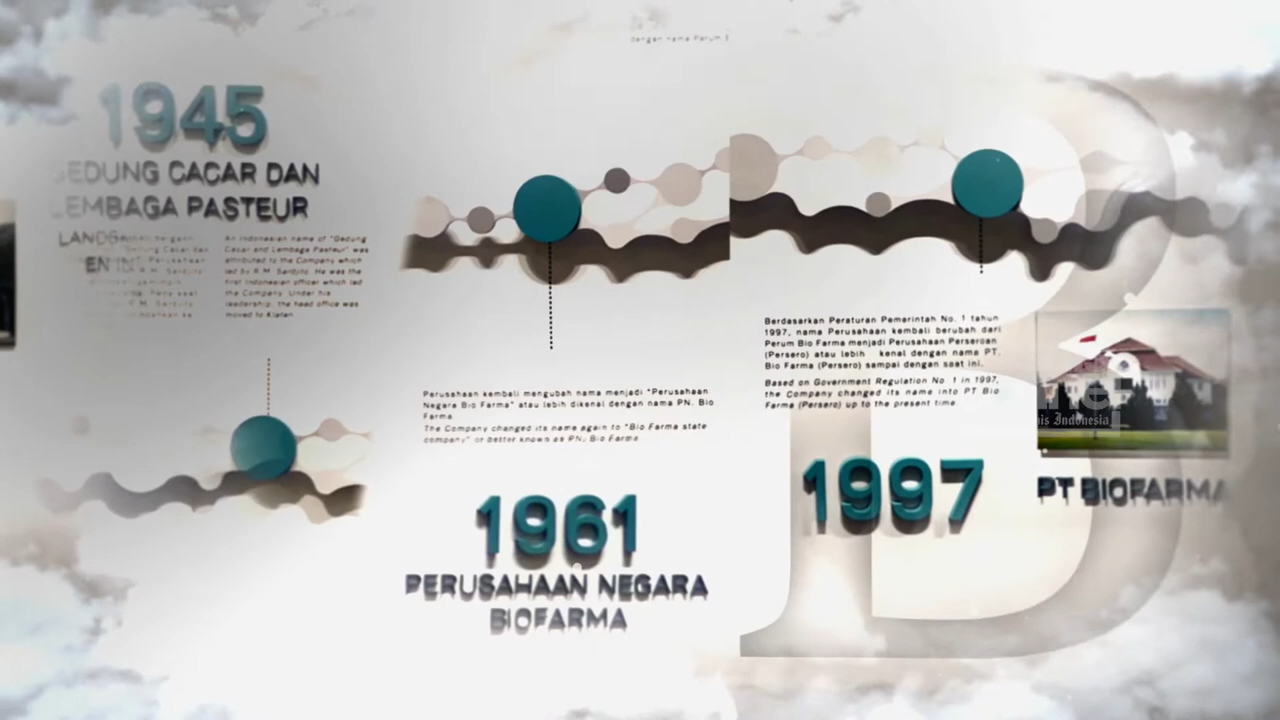 dengan nama Perum
1945
GEDUNG CACAR DAN
LEMBAGA PASTEUR
An Indonesian name of "Gedung
Cacar and Lembaga Pasteur" was
attributed to the Company which
led by R.M. Sardjito. He was the
first Indonesian officer which led
the Company. Under his
leadership, the head office was
moved to Klaten.
Perusahaan kembali mengubah nama menjadi "Perusahaan
Negara Bio Farma" atau lebih dikenal dengan nama PN. Bio
Farma
The Company changed its name again to "Bio Farma state
company" or better known as PN. Bio Farma
1961
PERUSAHAAN NEGARA
BIOFARMA
Berdasarkan Peraturan Pemerintah No. 1 tahun
1997, nama Perusahaan kembali berubah dari
Perum Bio Farma menjadi Perusahaan Perseroan
(Persero) atau lebih kenal dengan nama PT.
Bio Farma (Persero) sampai dengan saat ini.
Based on Government Regulation No. 1 in 1997,
the Company changed its name into PT Bio
Farma (Persero) up to the present time.
1997
PT BIOFARMA
Indonesia
B